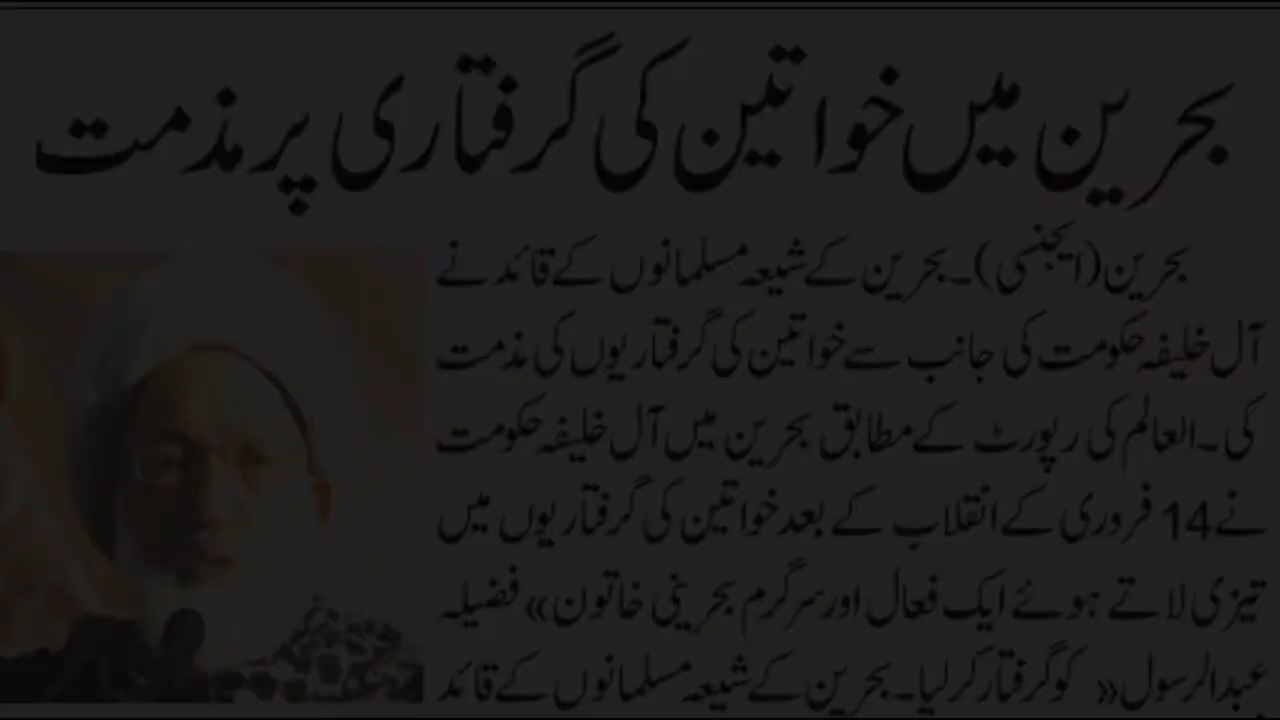 بحرین میں خواتین کی گرفتاری پر مذمت
بحرین (ایجنسی)۔ بحرین کے شیعہ مسلمانوں کے قائد نے
آل خلیفہ حکومت کی جانب سے خواتین کی گرفتاریوں کی مذمت
کی۔ العالم کی رپورٹ کے مطابق بحرین میں آل خلیفہ حکومت
نے 14 فروری کے انقلاب کے بعد خواتین کی گرفتاریوں میں
تیزی لاتے ہوئے ایک فعال اور سرگرم بحرینی خاتون »فضیلہ
عبدالرسول« کو گرفتار کر لیا۔ بحرین کے شیعہ مسلمانوں کے قائد